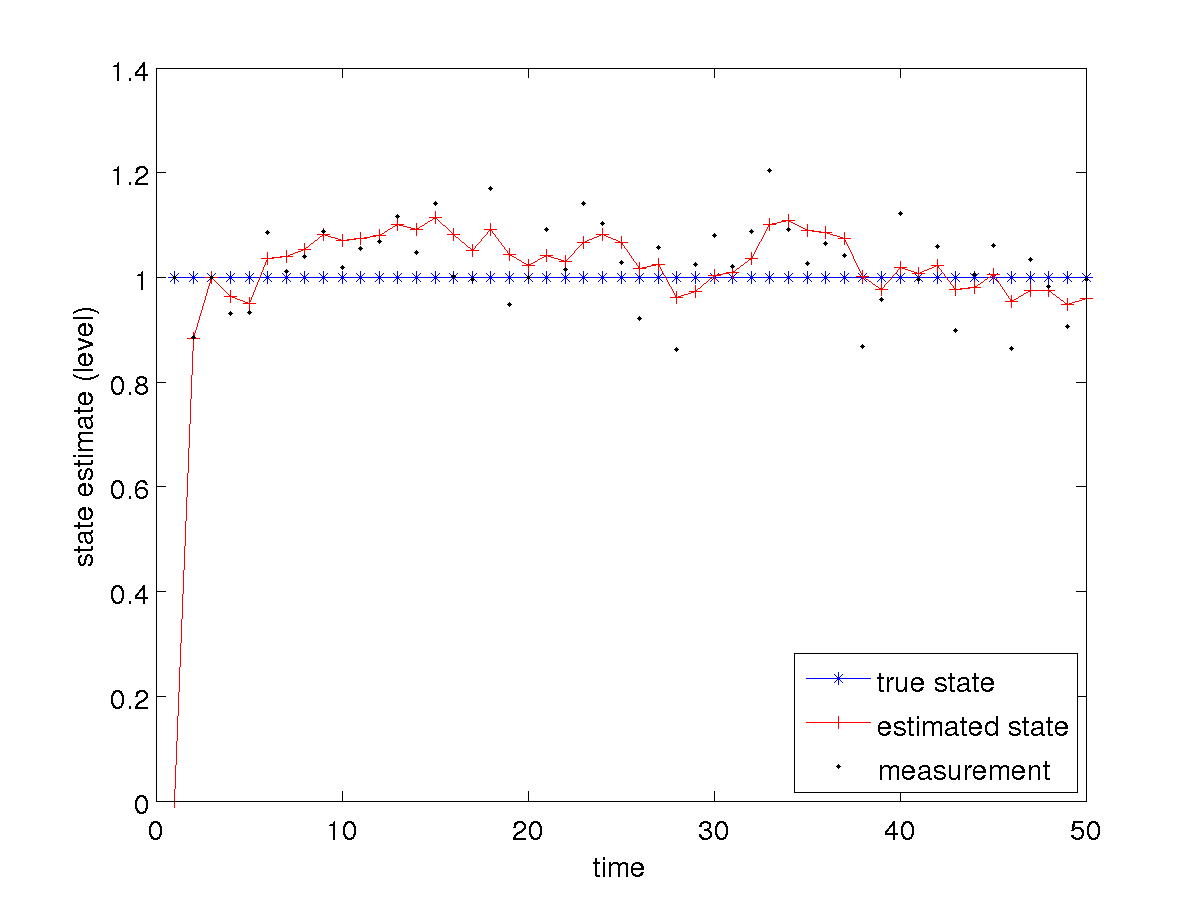 1.4
1.2
1
0.8
0.6
0.4
0.2
0
state estimate (level)
true state
estimated state
measurement
0 10 20 30 40 50
time